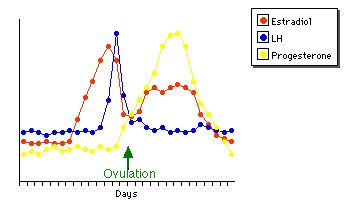 Estradiol
LH
Progesterone
Ovulation
Days